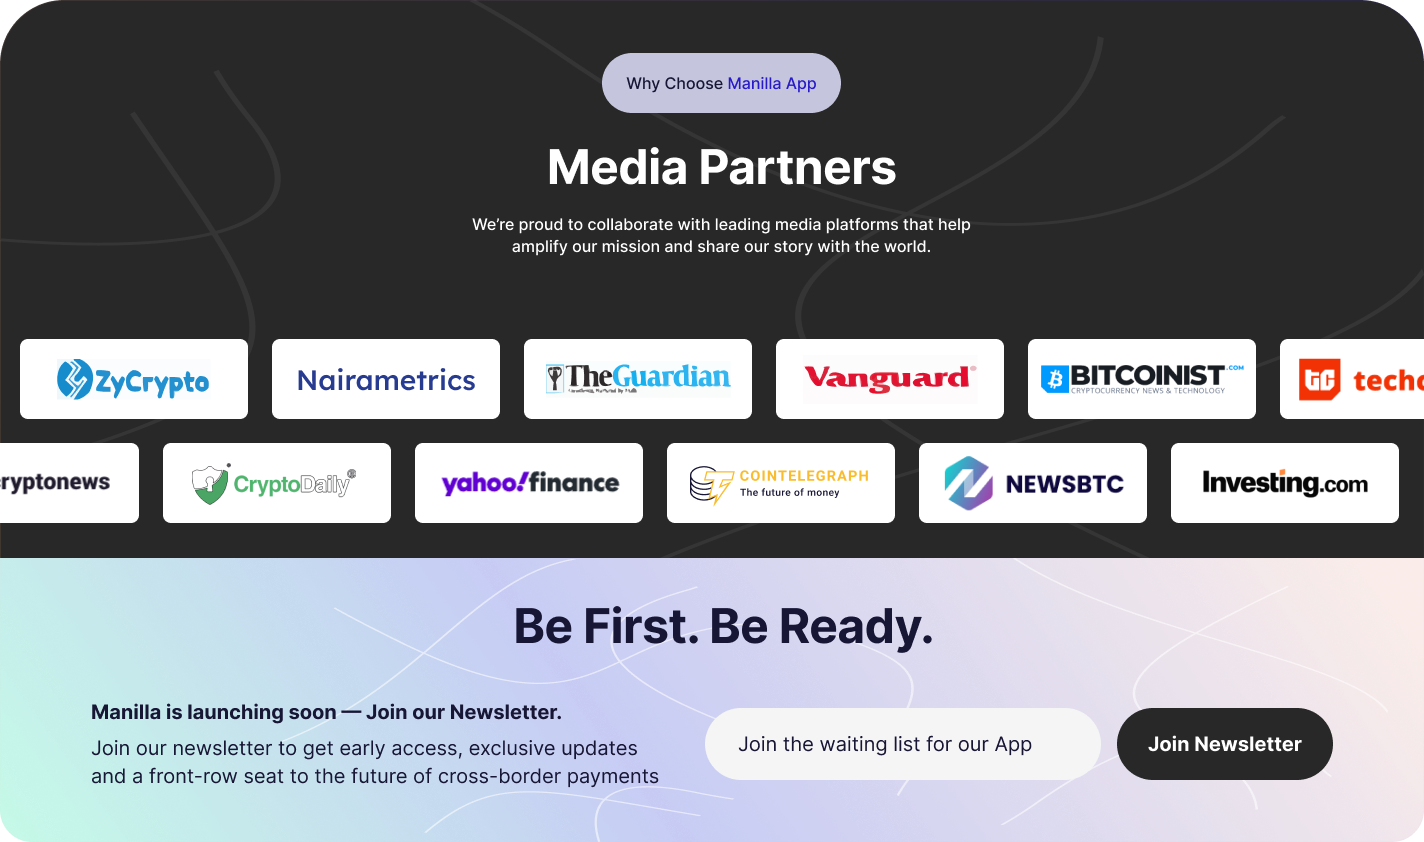 Why Choose Manilla App
Media Partners
We're proud to collaborate with leading media platforms that help
amplify our mission and share our story with the world.
ZyCrypto
Nairametrics
The Guardian
Vanguard®
BITCOINIST.COM
CRYPTOCURRENCY NEWS & TECHNOLOGY
tc
ryptonews
CryptoDaily®
yahoo!finance
COINTELEGRAPH
The future of money
NEWSBTC
Investing.com
Be First. Be Ready.
Manilla is launching soon — Join our Newsletter.
Join our newsletter to get early access, exclusive updates
and a front-row seat to the future of cross-border payments
Join the waiting list for our App
Join Newsletter